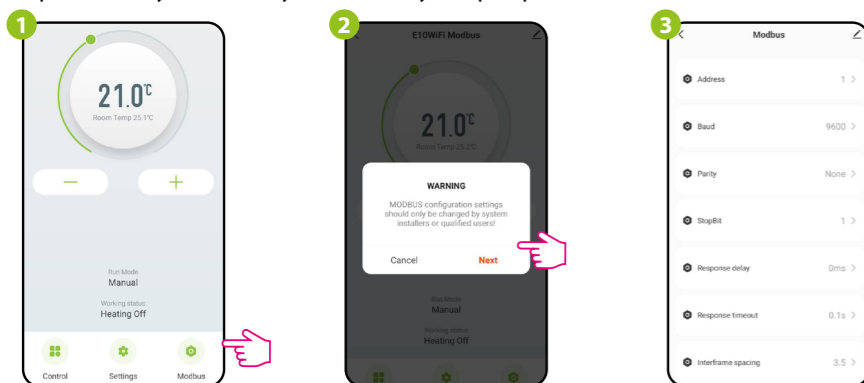 1
21.0°C
Room Temp 25.1°C
Run Mode
Manual
Working status
Heating Off
Control Settings Modbus
2
E10WiFi Modbus
21.0°C
Room Temp 25.2°C
WARNING
MODBUS configuration settings
should only be changed by system
installers or qualified users!
Cancel Next
Run Mode
Manual
Working status
Heating Off
3
Modbus
Address 1 >
Baud 9600 >
Parity None >
StopBit 1 >
Response delay 0ms >
Response timeout 0.1s >
Interframe spacing 3.5 >